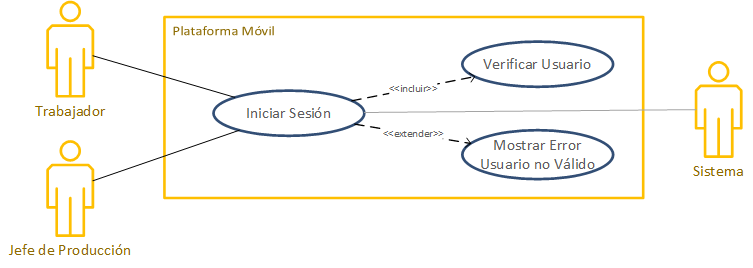 Plataforma Móvil
Verificar Usuario
<<incluir>>
Trabajador
Iniciar Sesión
<<extender>>
Mostrar Error
Usuario no Válido
Sistema
Jefe de Producción